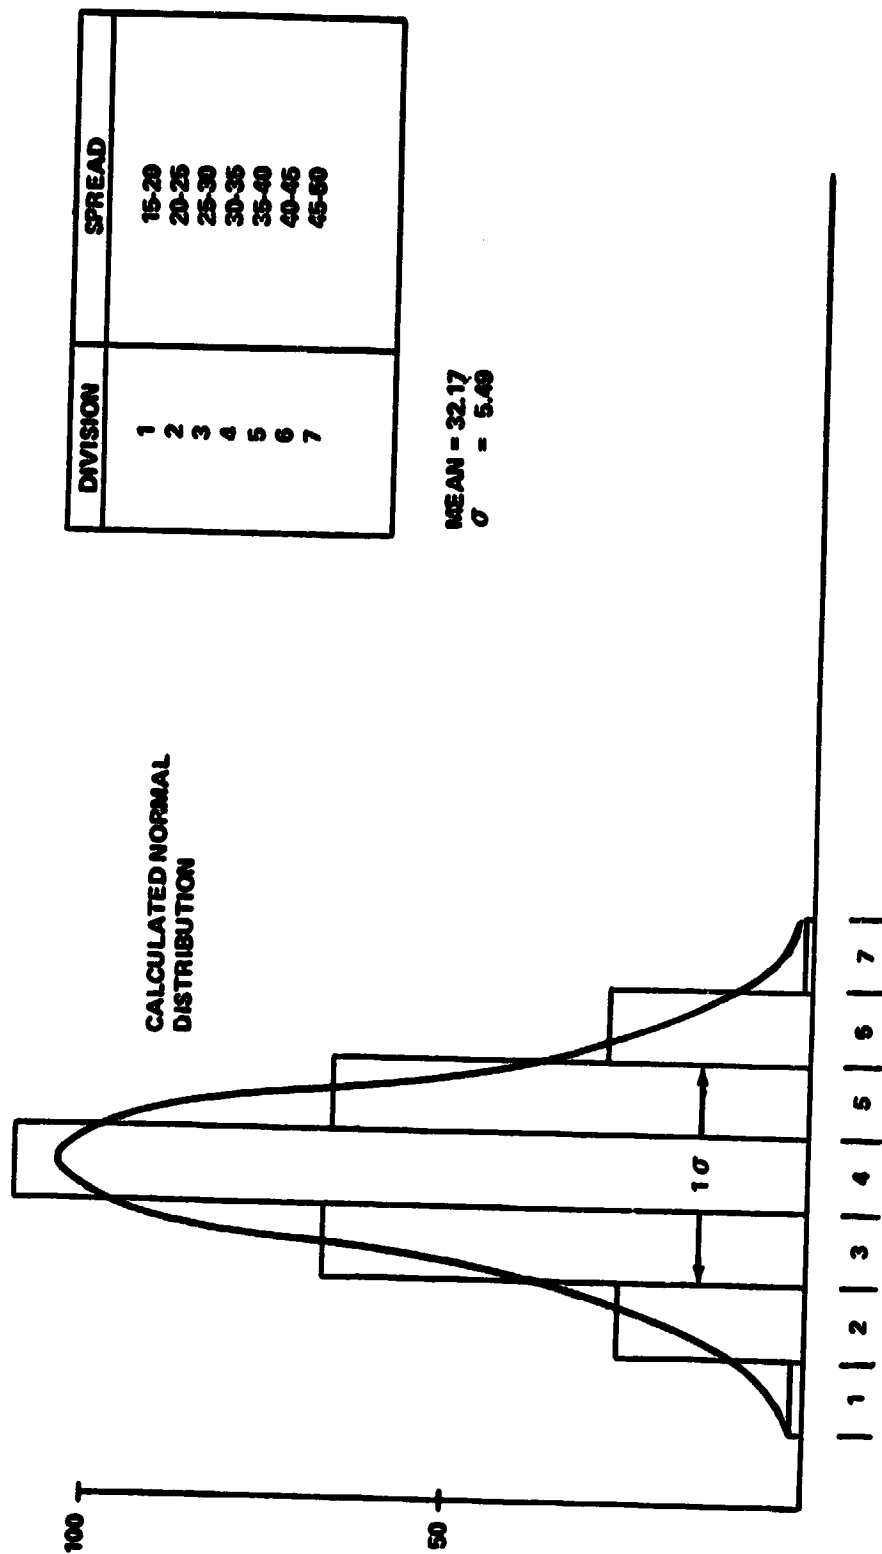 DIVISION SPREAD
1 15-20
2 20-25
3 25-30
4 30-35
5 35-40
6 40-45
7 45-50
MEAN = 32.17
σ = 5.49
CALCULATED NORMAL
DISTRIBUTION
100
50
1 σ
1 2 3 4 5 6 7